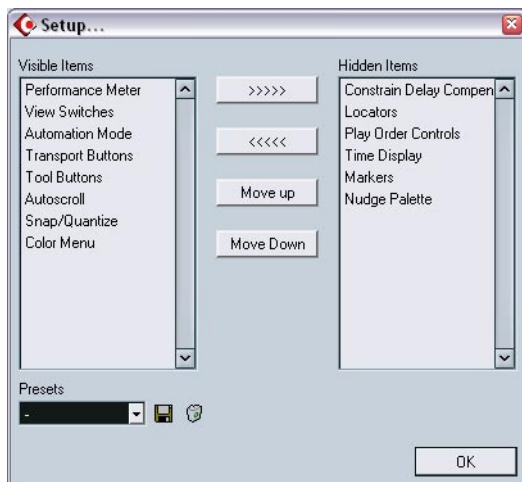 Setup...
Visible Items
Performance Meter
View Switches
Automation Mode
Transport Buttons
Tool Buttons
Autoscroll
Snap/Quantize
Color Menu
>>>>>
<<<<<
Move up
Move Down
Hidden Items
Constrain Delay Compen
Locators
Play Order Controls
Time Display
Markers
Nudge Palette
Presets
-
OK